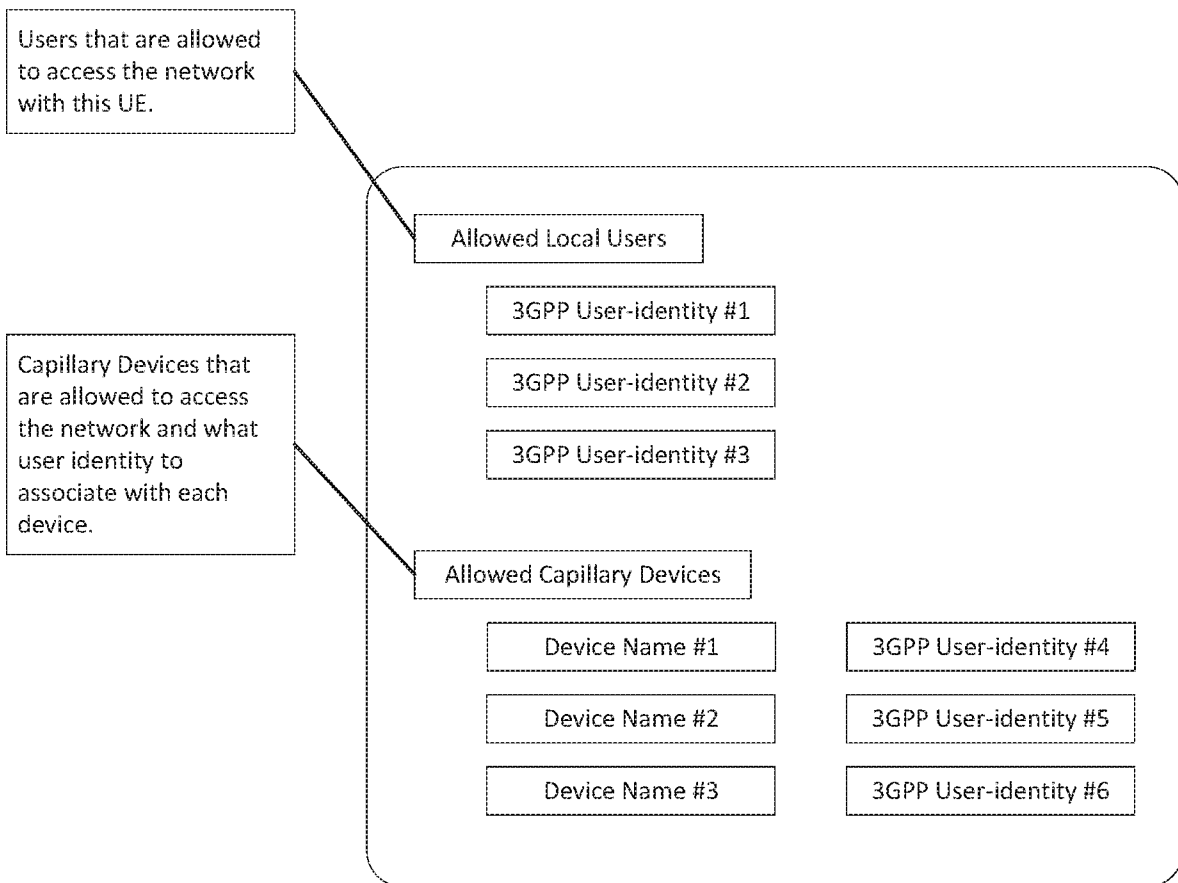 Users that are allowed
to access the network
with this UE.
Allowed Local Users
3GPP User-identity #1
3GPP User-identity #2
3GPP User-identity #3
Capillary Devices that
are allowed to access
the network and what
user identity to
associate with each
device.
Allowed Capillary Devices
Device Name #1
3GPP User-identity #4
Device Name #2
3GPP User-identity #5
Device Name #3
3GPP User-identity #6